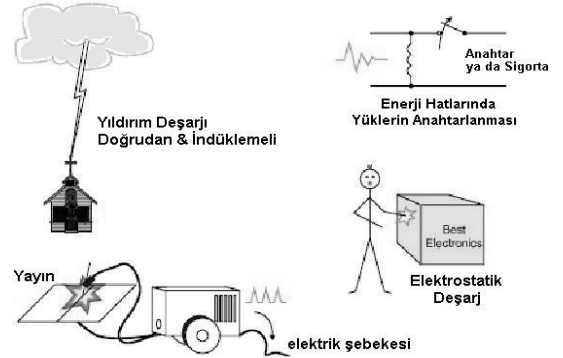 Yıldırım Deşarjı
Doğrudan & İndüklemeli
Anahtar
ya da Sigorta
Enerji Hatlarında
Yüklerin Anahtarlanması
Best
Electronics
Elektrostatik
Deşarj
Yayın
elektrik şebekesi